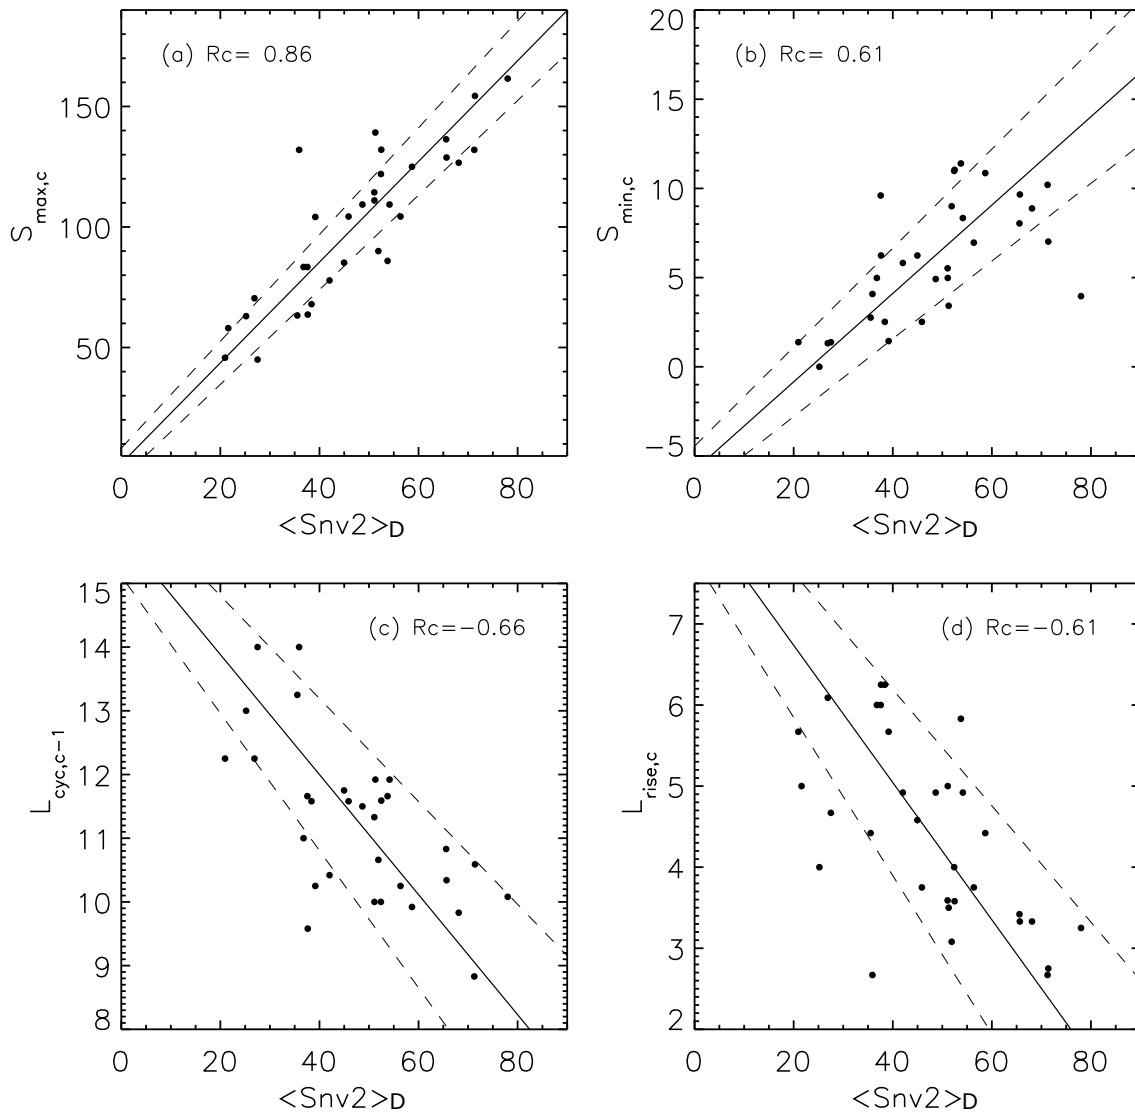 (a) Rc= 0.86
150
100
50
S_max,c
0 20 40 60 80
<Snv2>_D
(b) Rc= 0.61
20
15
10
5
0
−5
S_min,c
0 20 40 60 80
<Snv2>_D
(c) Rc=−0.66
15
14
13
12
11
10
9
8
L_cyc,c−1
0 20 40 60 80
<Snv2>_D
(d) Rc=−0.61
7
6
5
4
3
2
L_rise,c
0 20 40 60 80
<Snv2>_D